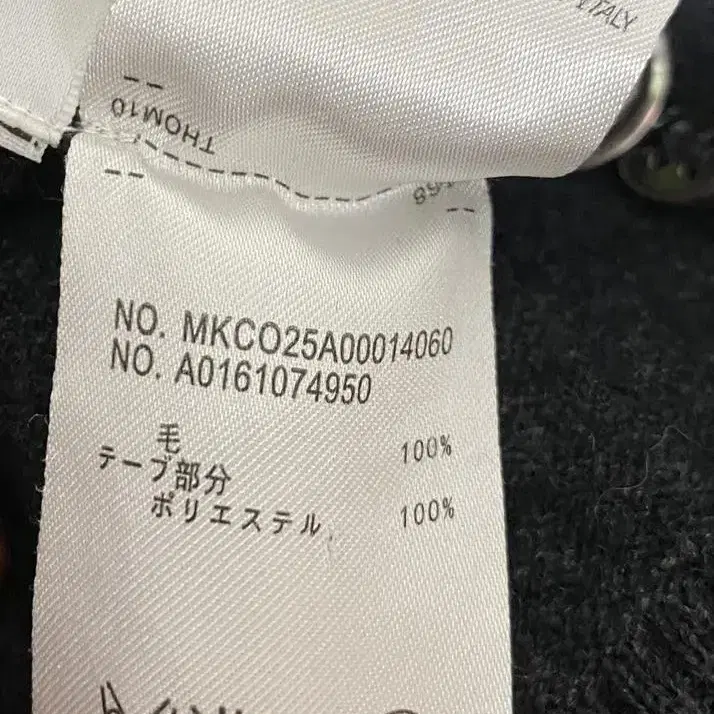 ITALY
THOM10
NO. MKCO25A00014060
NO. A0161074950
毛 100%
テープ部分
ポリエステル 100%